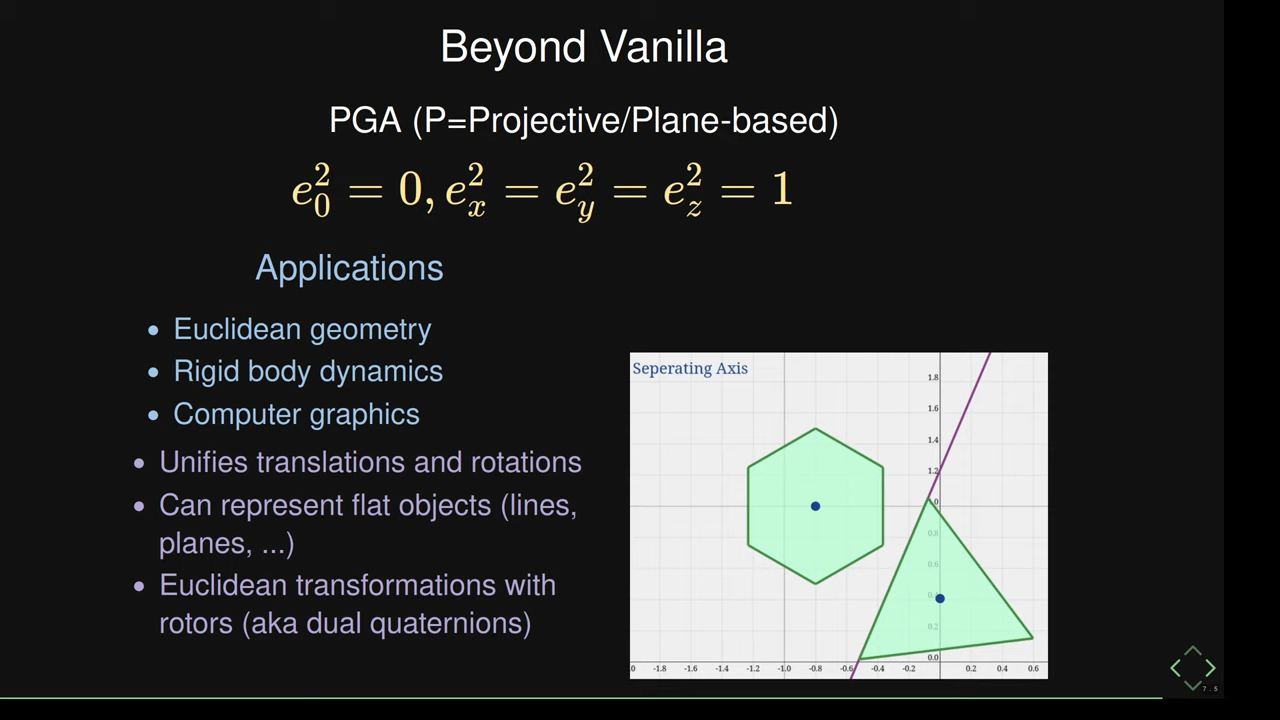 Beyond Vanilla
PGA (P=Projective/Plane-based)
e₀² = 0, eₓ² = e_y² = e_z² = 1
Applications
• Euclidean geometry
• Rigid body dynamics
• Computer graphics
• Unifies translations and rotations
• Can represent flat objects (lines,
planes, ...)
• Euclidean transformations with
rotors (aka dual quaternions)
Seperating Axis
1.8
1.6
1.4
1.2
0
0.8
0.6
0.4
0.2
0.0
0 -1.8 -1.6 -1.4 -1.2 -1.0 -0.8 -0.6 -0.4 -0.2 0.2 0.4 0.6
7.5